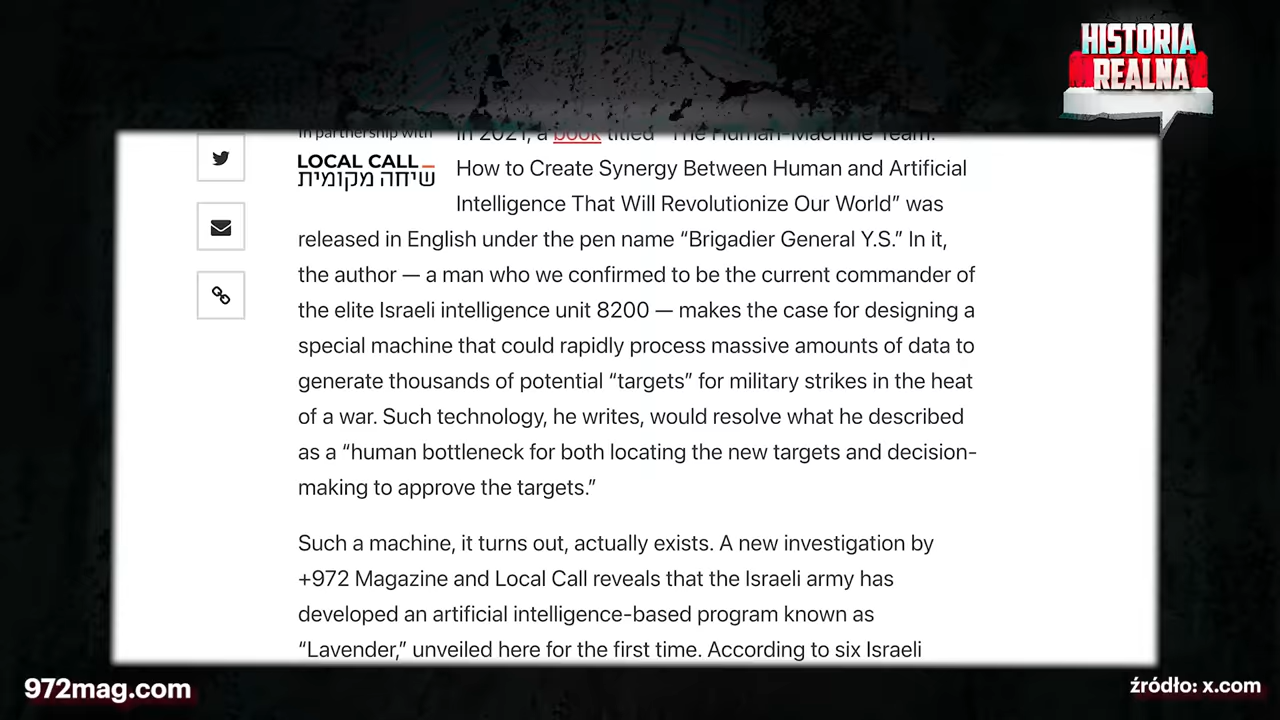 HISTORIA
REALNA
In partnership with
LOCAL CALL
שיחה מקומית
In 2021, a book titled “The Human-Machine Team:
How to Create Synergy Between Human and Artificial
Intelligence That Will Revolutionize Our World” was
released in English under the pen name “Brigadier General Y.S.” In it,
the author — a man who we confirmed to be the current commander of
the elite Israeli intelligence unit 8200 — makes the case for designing a
special machine that could rapidly process massive amounts of data to
generate thousands of potential “targets” for military strikes in the heat
of a war. Such technology, he writes, would resolve what he described
as a “human bottleneck for both locating the new targets and decision-
making to approve the targets.”
Such a machine, it turns out, actually exists. A new investigation by
+972 Magazine and Local Call reveals that the Israeli army has
developed an artificial intelligence-based program known as
“Lavender,” unveiled here for the first time. According to six Israeli
972mag.com
źródło: x.com